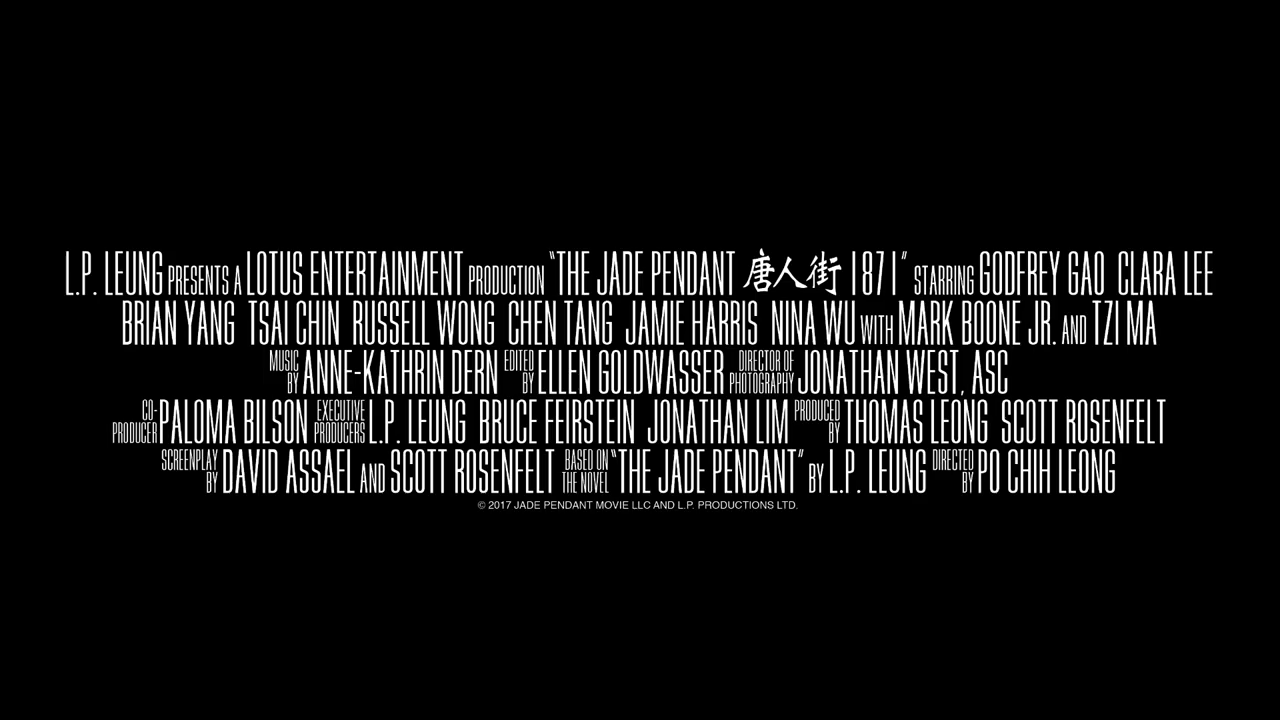 L.P. LEUNG PRESENTS A LOTUS ENTERTAINMENT PRODUCTION "THE JADE PENDANT 唐人街 1871" STARRING GODFREY GAO CLARA LEE
BRIAN YANG TSAI CHIN RUSSELL WONG CHEN TANG JAMIE HARRIS NINA WU WITH MARK BOONE JR. AND TZI MA
MUSIC BY ANNE-KATHRIN DERN EDITED BY ELLEN GOLDWASSER DIRECTOR OF PHOTOGRAPHY JONATHAN WEST, ASC
CO-PRODUCER PALOMA BILSON EXECUTIVE PRODUCERS L.P. LEUNG BRUCE FEIRSTEIN JONATHAN LIM PRODUCED BY THOMAS LEONG SCOTT ROSENFELT
SCREENPLAY BY DAVID ASSAEL AND SCOTT ROSENFELT BASED ON THE NOVEL "THE JADE PENDANT" BY L.P. LEUNG DIRECTED BY PO CHIH LEONG
© 2017 JADE PENDANT MOVIE LLC AND L.P. PRODUCTIONS LTD.